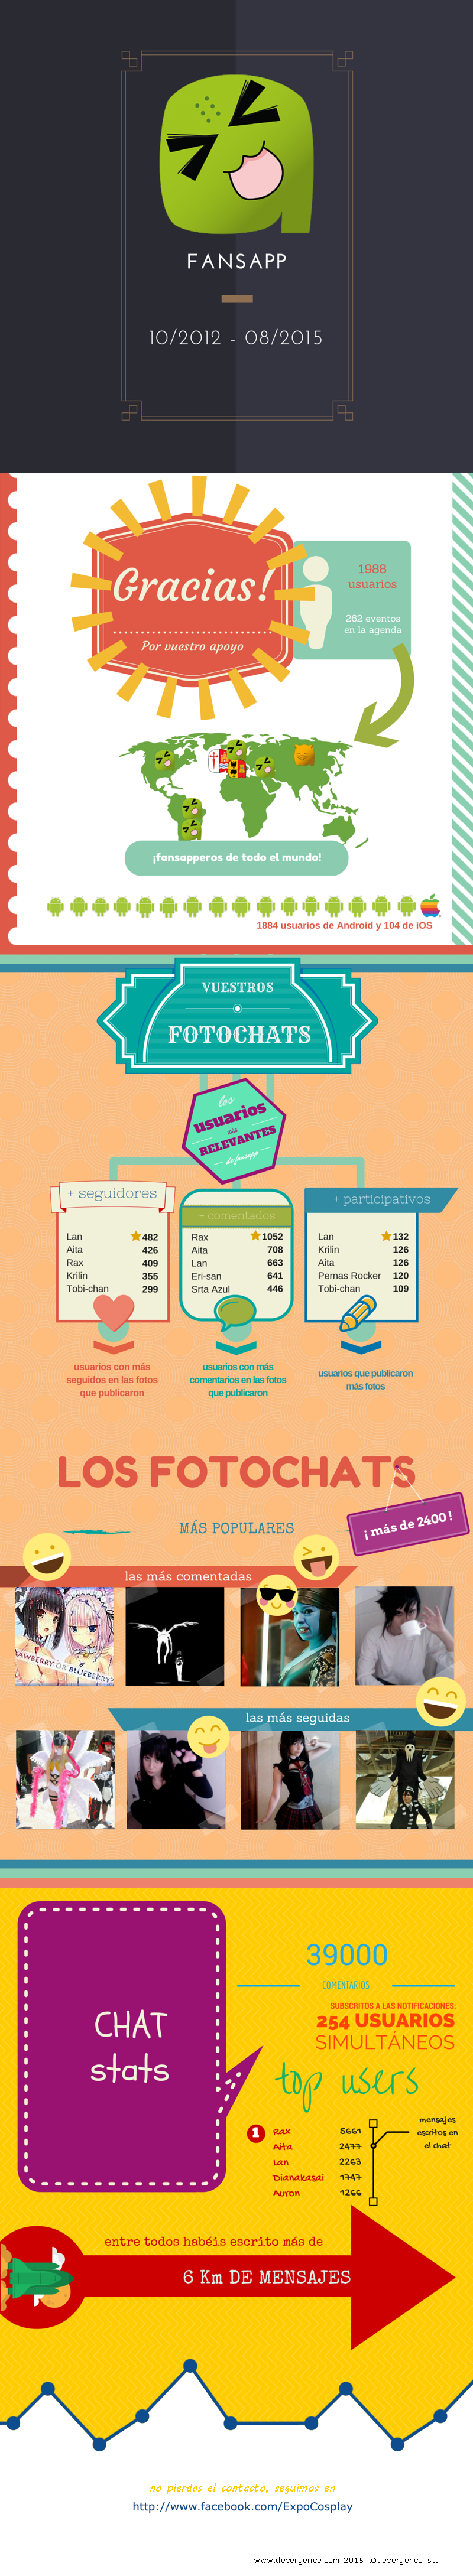 FANSAPP
10/2012 - 08/2015
Gracias!
Por vuestro apoyo
1988
usuarios
262 eventos
en la agenda
¡fansapperos de todo el mundo!
1884 usuarios de Android y 104 de iOS
VUESTROS
FOTOCHATS
los
usuarios
más
RELEVANTES
de fansapp
+ seguidores
Lan 482
Aita 426
Rax 409
Krilin 355
Tobi-chan 299
usuarios con más
seguidos en las fotos
que publicaron
+ comentados
Rax 1052
Aita 708
Lan 663
Eri-san 641
Srta Azul 446
usuarios con más
comentarios en las fotos
que publicaron
+ participativos
Lan 132
Krilin 126
Aita 126
Pernas Rocker 120
Tobi-chan 109
usuarios que publicaron
más fotos
LOS FOTOCHATS
MÁS POPULARES
¡ más de 2400 !
las más comentadas
AWBERRY OR BLUEBERRY?
las más seguidas
CHAT
stats
39000
COMENTARIOS
SUBSCRITOS A LAS NOTIFICACIONES:
254 USUARIOS
SIMULTÁNEOS
top users
1 Rax 5661
Aita 2477
Lan 2263
Dianakasai 1747
Auron 1266
mensajes
escritos en
el chat
entre todos habéis escrito más de
6 Km DE MENSAJES
no pierdas el contacto, seguimos en
http://www.facebook.com/ExpoCosplay
www.devergence.com 2015 @devergence_std